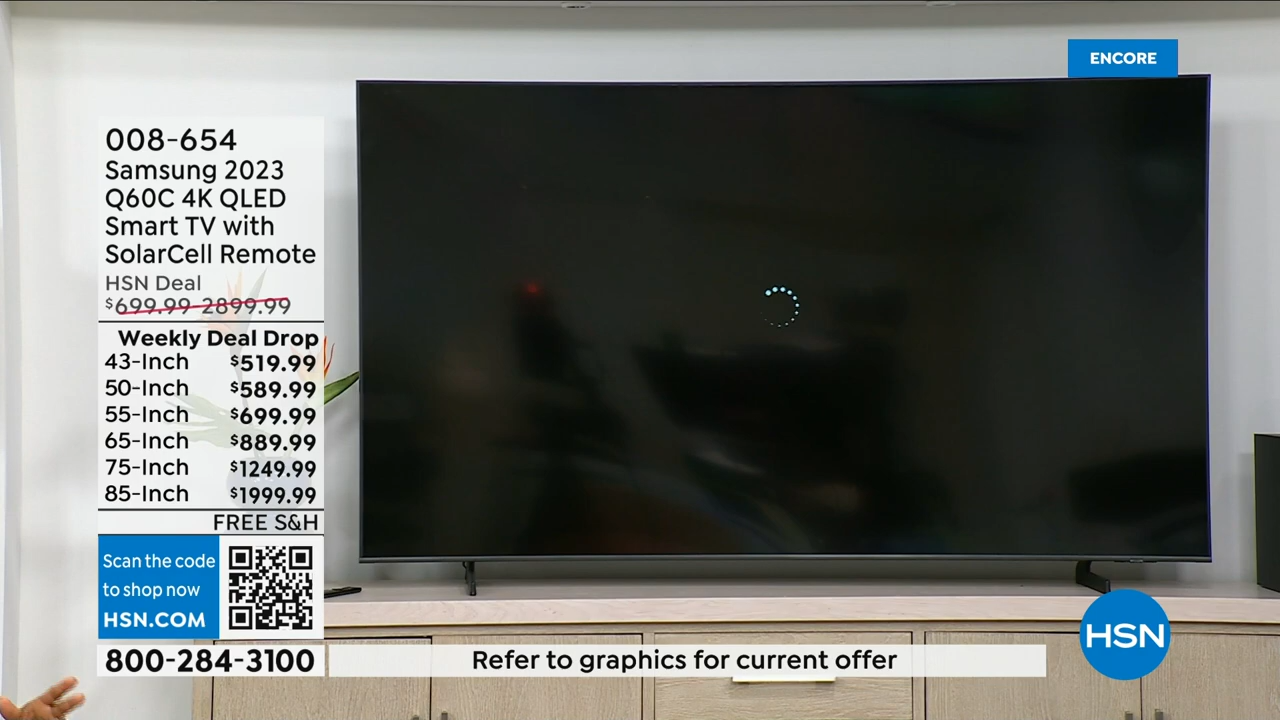 ENCORE
008-654
Samsung 2023
Q60C 4K QLED
Smart TV with
SolarCell Remote
HSN Deal
$699.99-2899.99
Weekly Deal Drop
43-Inch $519.99
50-Inch $589.99
55-Inch $699.99
65-Inch $889.99
75-Inch $1249.99
85-Inch $1999.99
FREE S&H
Scan the code
to shop now
HSN.COM
800-284-3100
Refer to graphics for current offer
HSN